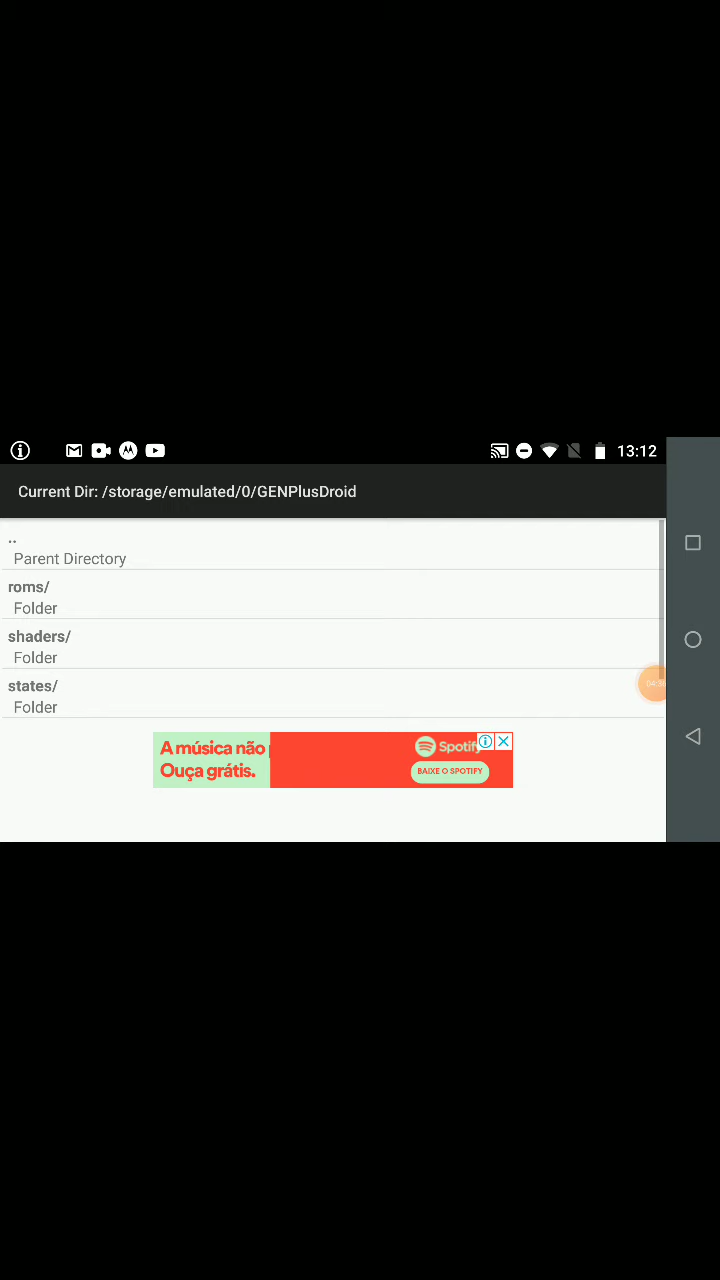 13:12
Current Dir: /storage/emulated/0/GENPlusDroid
..
Parent Directory
roms/
Folder
shaders/
Folder
states/
Folder
A música não
Ouça grátis.
Spotify
BAIXE O SPOTIFY